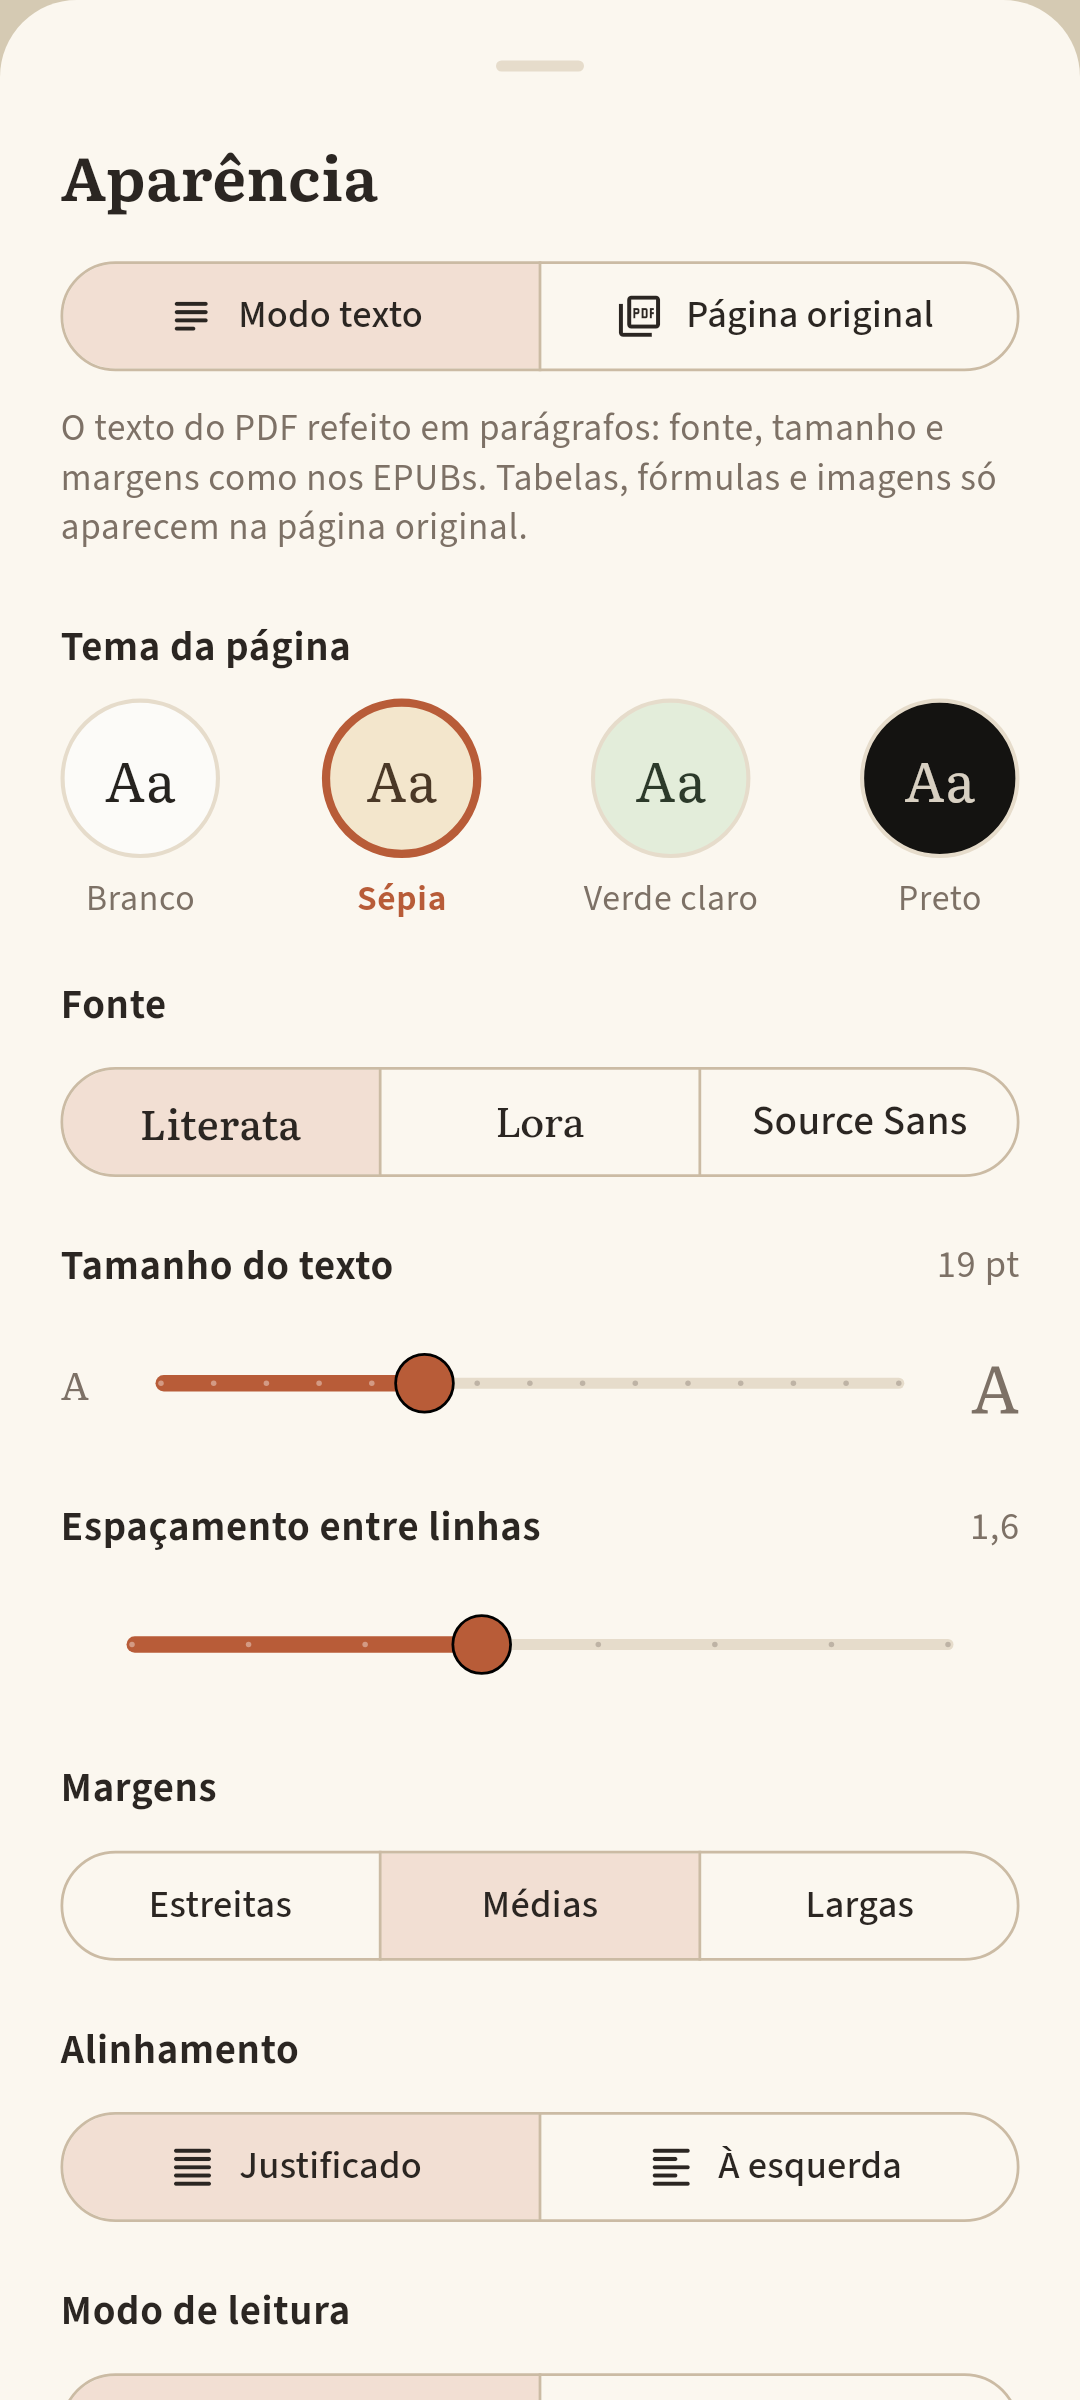 Aparência
Modo texto
PDF
Página original
O texto do PDF refeito em parágrafos: fonte, tamanho e
margens como nos EPUBs. Tabelas, fórmulas e imagens só
aparecem na página original.
Tema da página
Aa Aa Aa Aa
Branco Sépia Verde claro Preto
Fonte
Literata Lora Source Sans
Tamanho do texto 19 pt
A A
Espaçamento entre linhas 1,6
Margens
Estreitas Médias Largas
Alinhamento
Justificado À esquerda
Modo de leitura